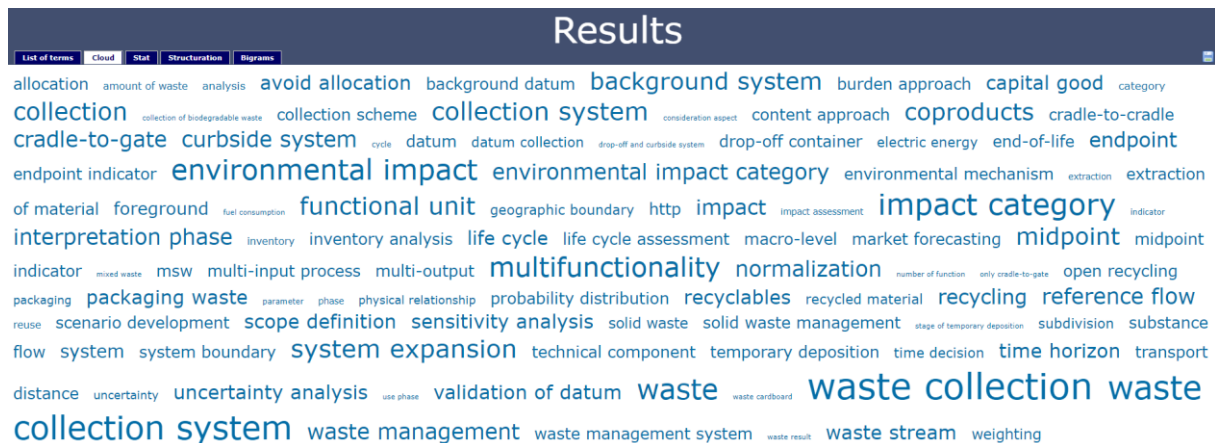 Results
List of terms Cloud Stat Structuration Bigrams
allocation amount of waste analysis avoid allocation background datum background system burden approach capital good category
collection collection of biodegradable waste collection scheme collection system consideration aspect content approach coproducts cradle-to-cradle
cradle-to-gate curbside system cycle datum datum collection drop-off and curbside system drop-off container electric energy end-of-life endpoint
endpoint indicator environmental impact environmental impact category environmental mechanism extraction extraction
of material foreground fuel consumption functional unit geographic boundary http impact impact assessment impact category indicator
interpretation phase inventory inventory analysis life cycle life cycle assessment macro-level market forecasting midpoint midpoint
indicator mixed waste msw multi-input process multi-output multifunctionality normalization number of function only cradle-to-gate open recycling
packaging packaging waste parameter phase physical relationship probability distribution recyclables recycled material recycling reference flow
reuse scenario development scope definition sensitivity analysis solid waste solid waste management stage of temporary deposition subdivision substance
flow system system boundary system expansion technical component temporary deposition time decision time horizon transport
distance uncertainty uncertainty analysis use phase validation of datum waste waste cardboard waste collection waste
collection system waste management waste management system waste result waste stream weighting